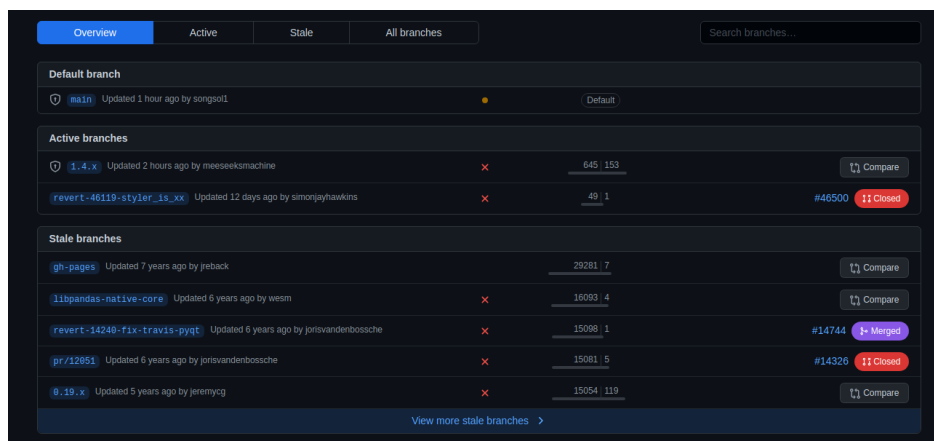 Overview Active Stale All branches Search branches...
Default branch
main Updated 1 hour ago by songsol1 Default
Active branches
1.4.x Updated 2 hours ago by meeseeksmachine 645 153 Compare
revert-46119-styler_is_xx Updated 12 days ago by simonjayhawkins 49 1 #46500 Closed
Stale branches
gh-pages Updated 7 years ago by jreback 29281 7 Compare
libpandas-native-core Updated 6 years ago by wesm 16093 4 Compare
revert-14240-fix-travis-pyqt Updated 6 years ago by jorisvandenbossche 15098 1 #14744 Merged
pr/12051 Updated 6 years ago by jorisvandenbossche 15081 5 #14326 Closed
0.19.x Updated 5 years ago by jeremycg 15054 119 Compare
View more stale branches